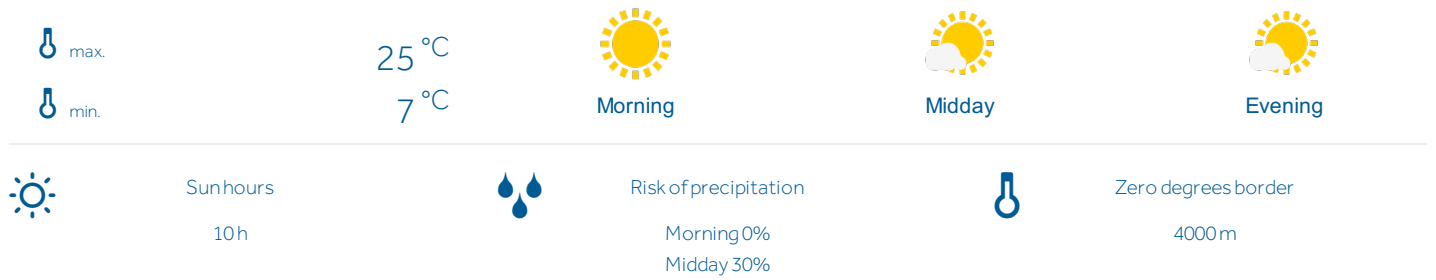 max. 25 °C
min. 7 °C
Morning Midday Evening
Sun hours
10 h
Risk of precipitation
Morning 0%
Midday 30%
Zero degrees border
4000 m